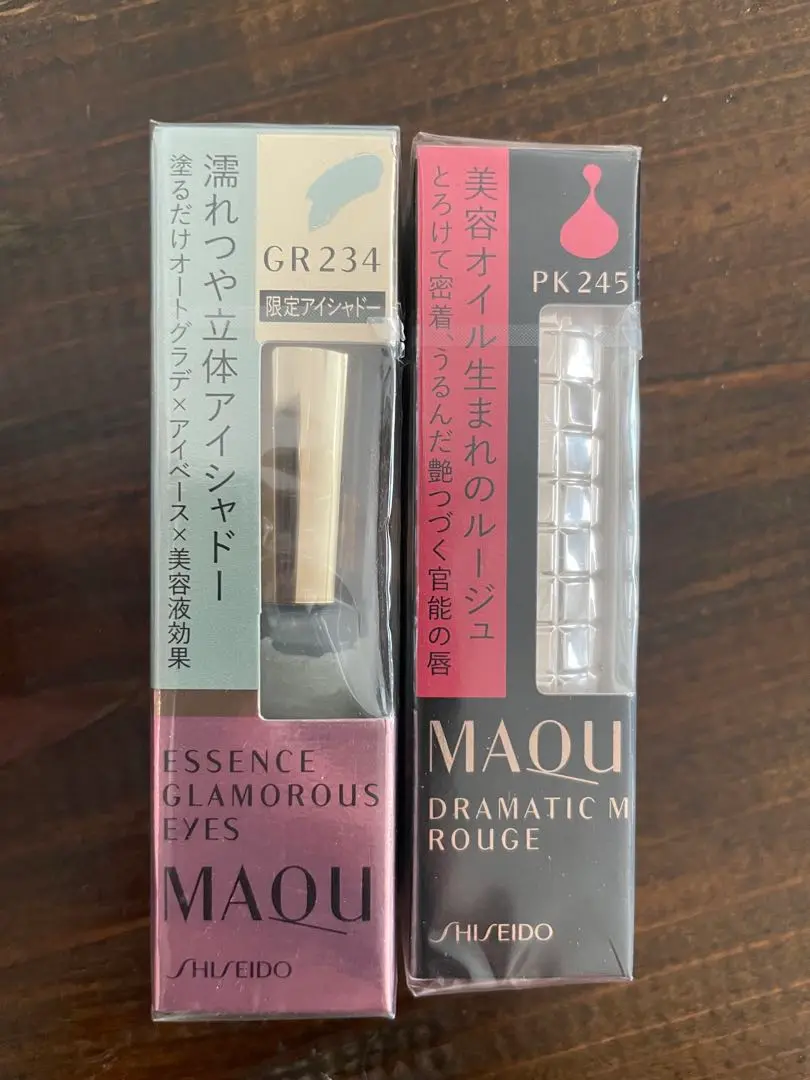 濡れつや立体アイシャドー
塗るだけオートグラデ×アイベース×美容液効果
GR234
限定アイシャドー
ESSENCE
GLAMOROUS
EYES
MAQU
SHISEIDO
美容オイル生まれのルージュ
とろけて密着、うるんだ艶つづく官能の唇
PK245
MAQU
DRAMATIC M
ROUGE
SHISEIDO